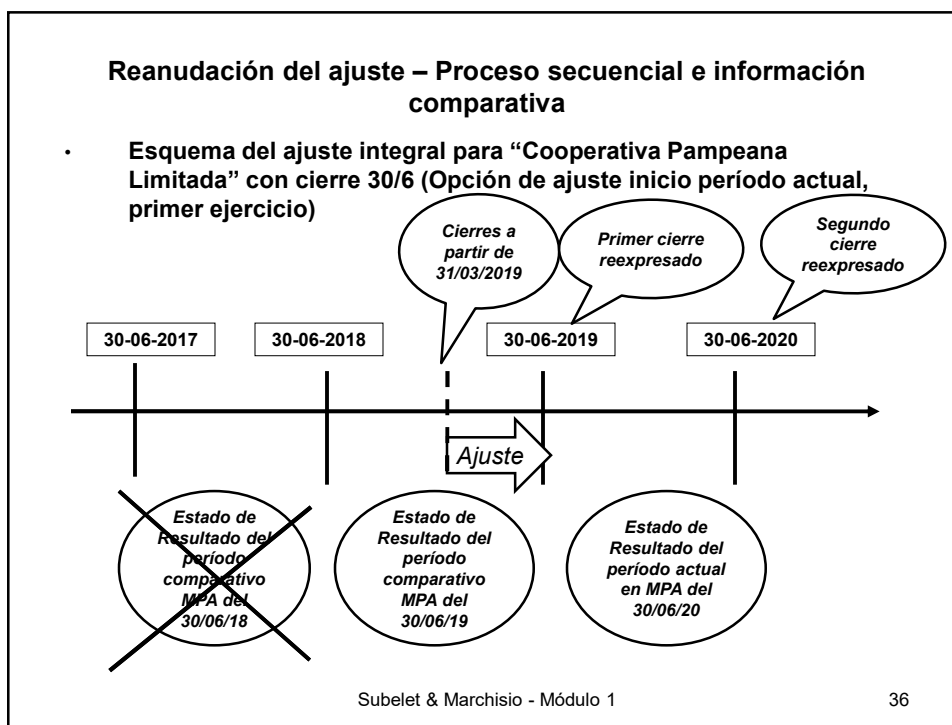 Reanudación del ajuste – Proceso secuencial e información
comparativa
• Esquema del ajuste integral para “Cooperativa Pampeana
Limitada” con cierre 30/6 (Opción de ajuste inicio período actual,
primer ejercicio)
Cierres a
partir de
31/03/2019
Primer cierre
reexpresado
Segundo
cierre
reexpresado
30-06-2017
30-06-2018
30-06-2019
30-06-2020
Ajuste
Estado de
Resultado del
período
comparativo
MPA del
30/06/18
Estado de
Resultado del
período
comparativo
MPA del
30/06/19
Estado de
Resultado del
período actual
en MPA del
30/06/20
Subelet & Marchisio - Módulo 1
36